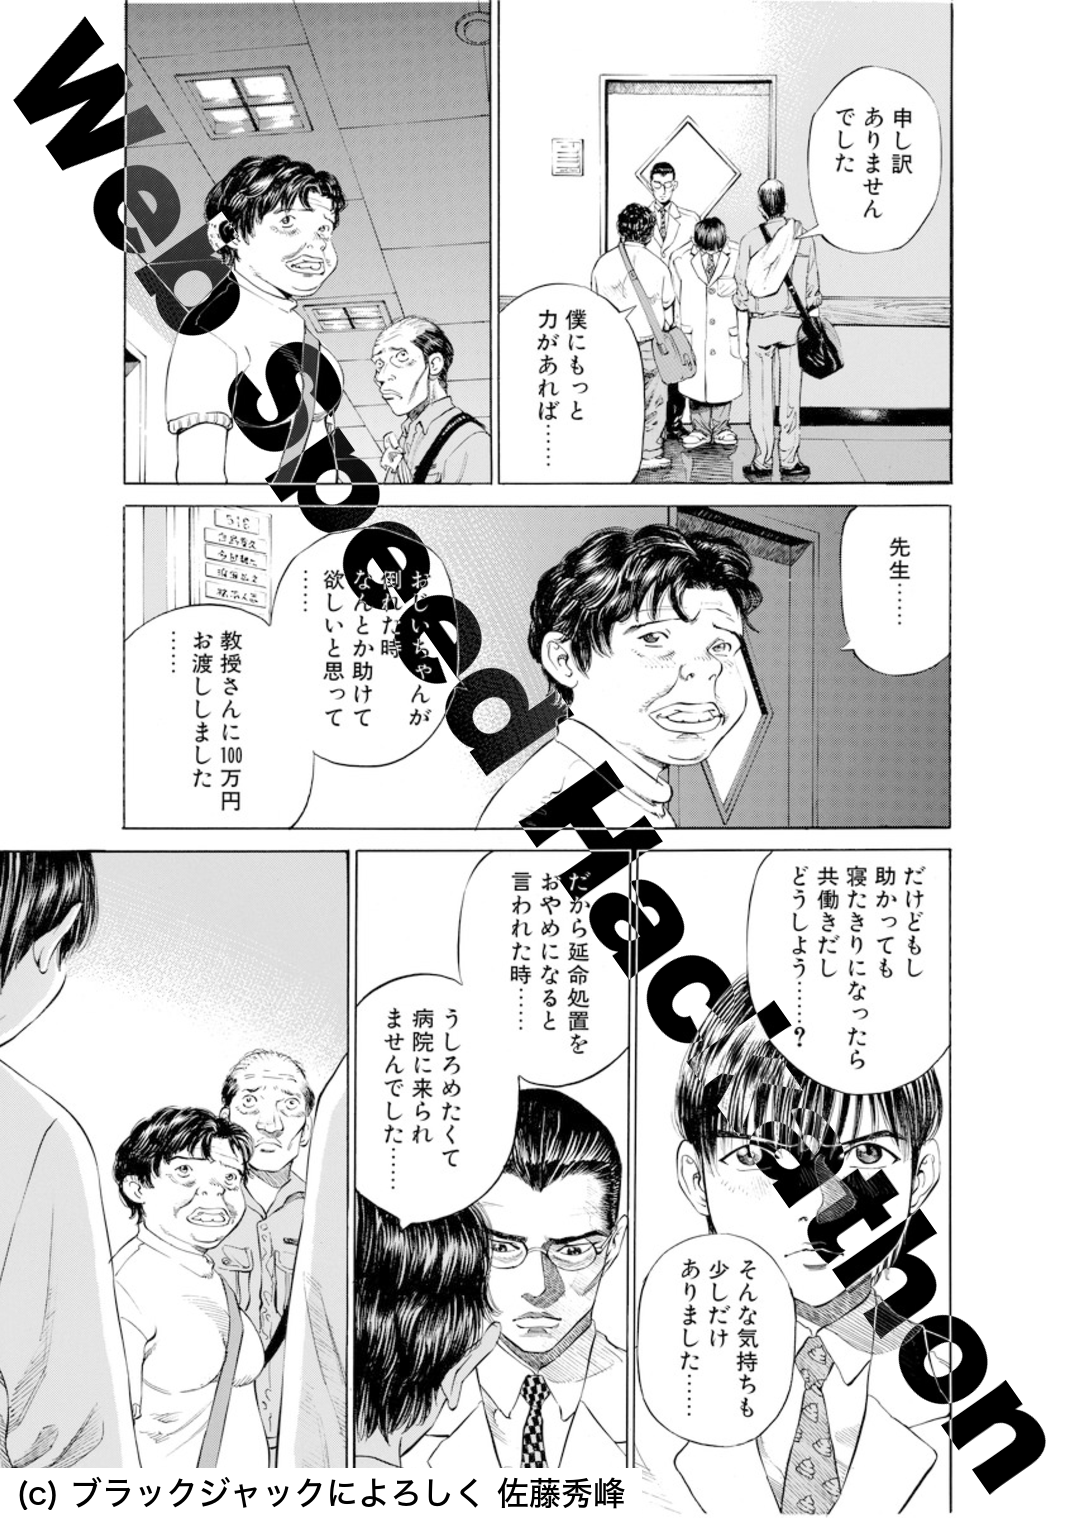 申し訳
ありません
でした
僕にもっと
力があれば……
先生……
おじいちゃんが
倒れた時
なんとか助けて
欲しいと思って
……
教授さんに100万円
お渡ししました
……
だけどもし
助かっても
寝たきりになったら
共働きだし
どうしよう……?
そんな気持ちも
少しだけ
ありました……
だから延命処置を
おやめになると
言われた時……
うしろめたくて
病院に来られ
ませんでした……
Web Speed Hackathon
(c) ブラックジャックによろしく 佐藤秀峰